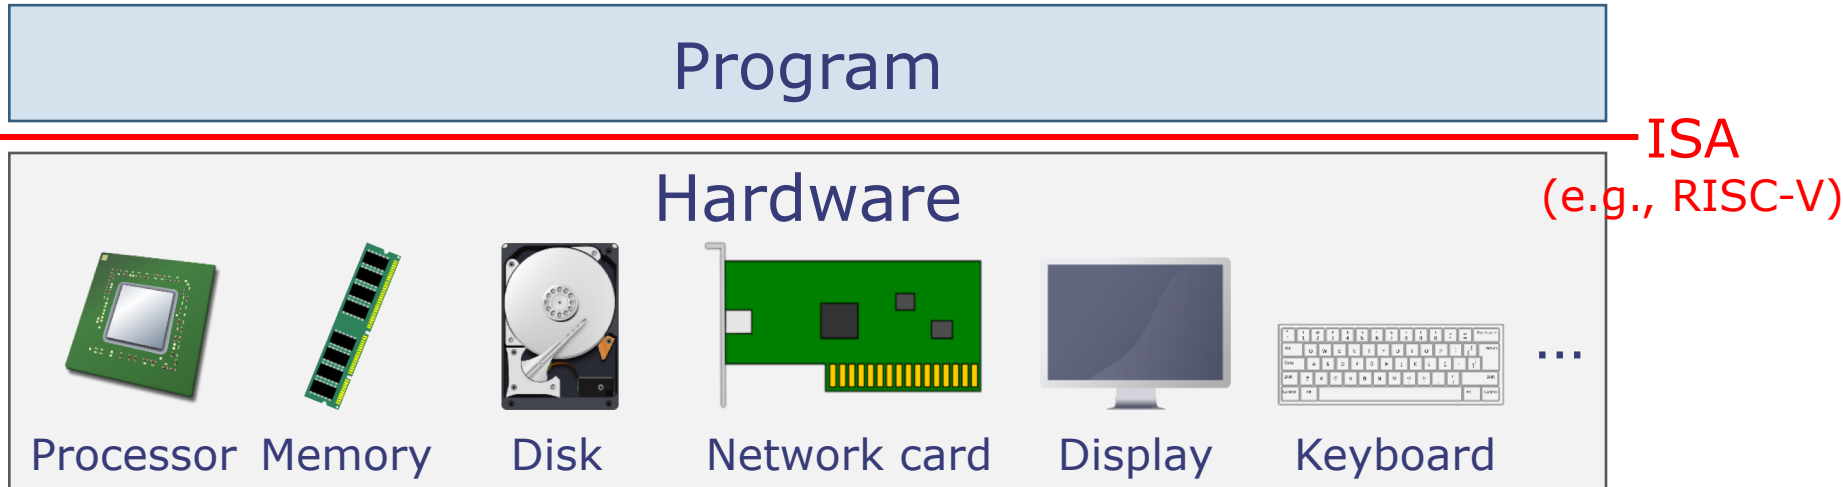 Program
ISA
(e.g., RISC-V)
Hardware
...
Processor Memory Disk Network card Display Keyboard